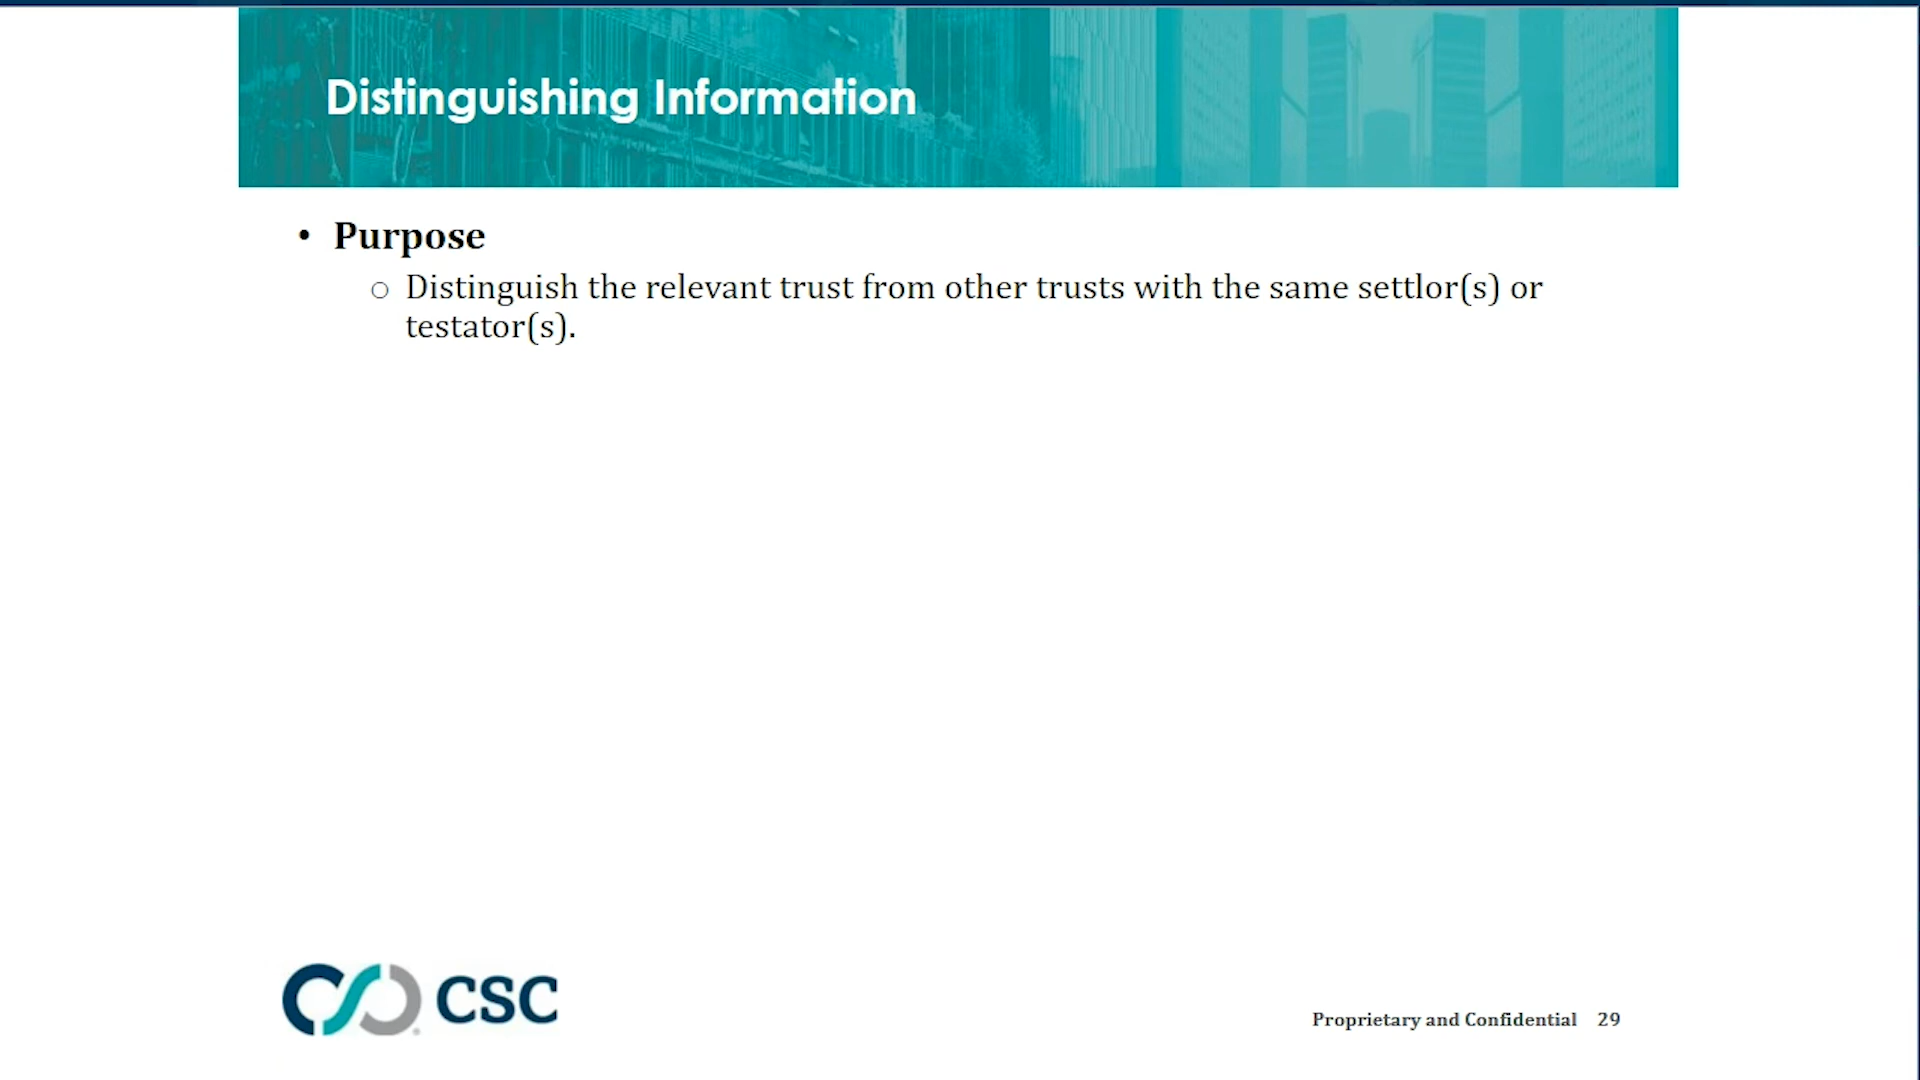 Distinguishing Information
• Purpose
○ Distinguish the relevant trust from other trusts with the same settlor(s) or
testator(s).
CSC
Proprietary and Confidential 29